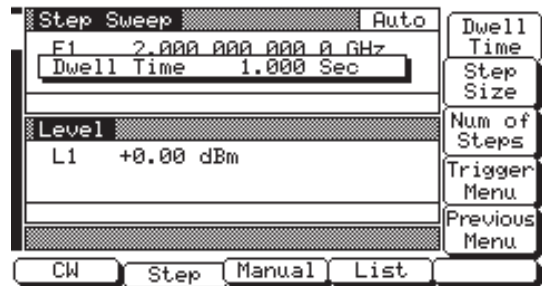 Step Sweep Auto
F1 2.000 000 000 0 GHz
Dwell Time 1.000 Sec
Level
L1 +0.00 dBm
Dwell
Time
Step
Size
Num of
Steps
Trigger
Menu
Previous
Menu
CW Step Manual List